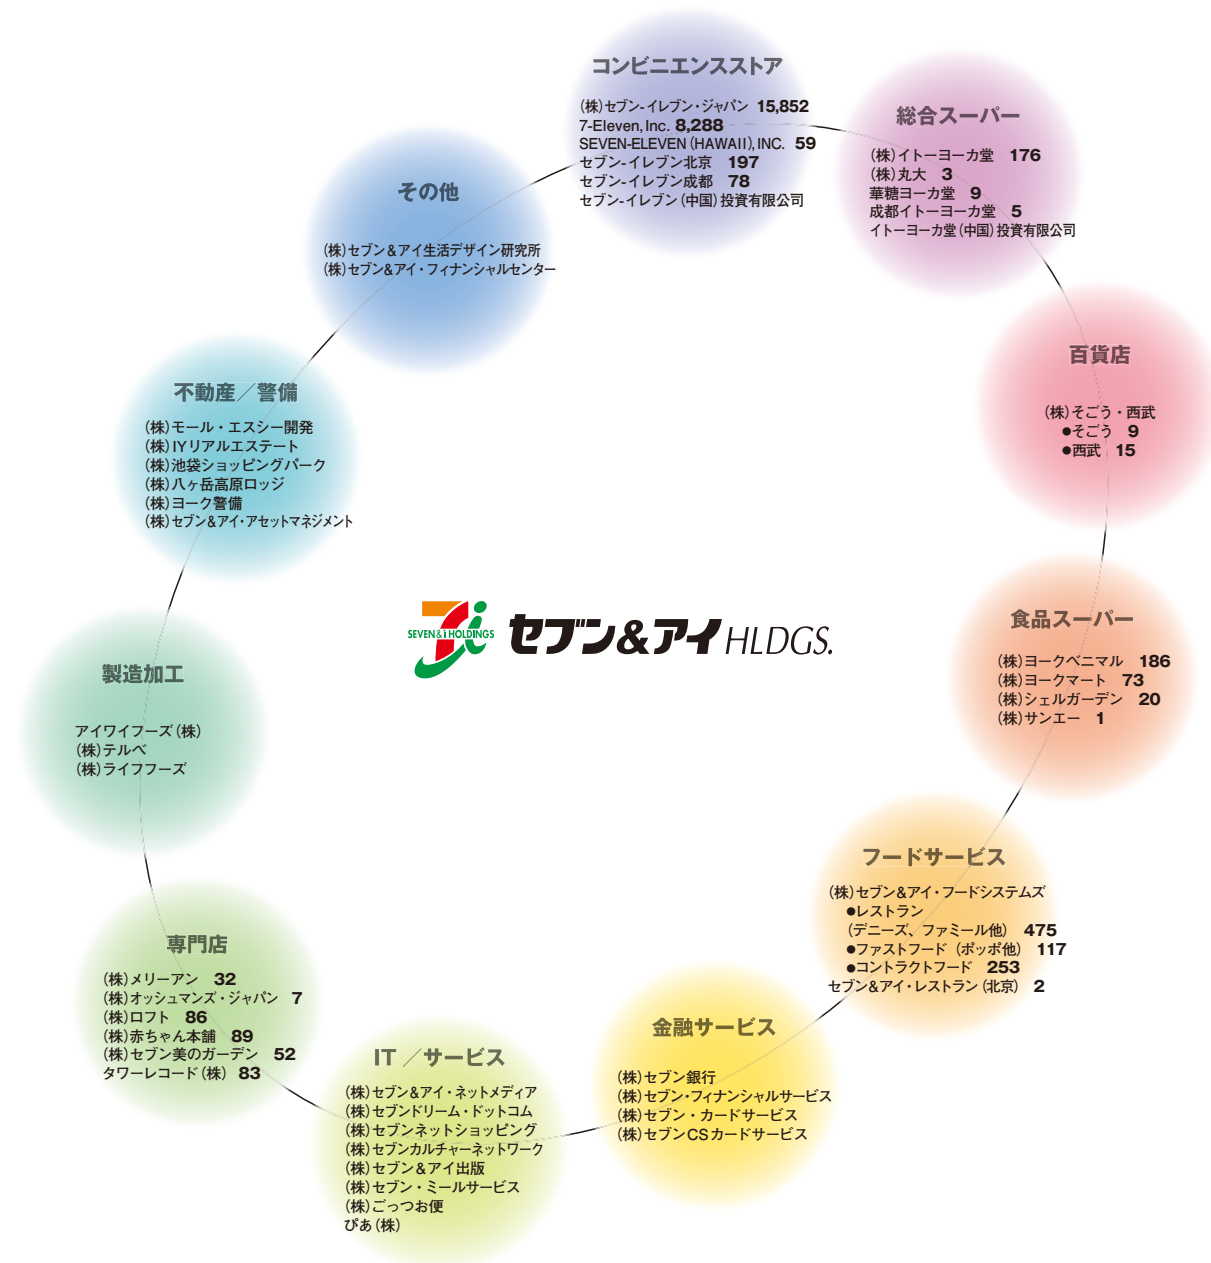 コンビニエンスストア
(株)セブン-イレブン・ジャパン 15,852
7-Eleven, Inc. 8,288
SEVEN-ELEVEN (HAWAII), INC. 59
セブン-イレブン北京 197
セブン-イレブン成都 78
セブン-イレブン(中国)投資有限公司
総合スーパー
(株)イトーヨーカ堂 176
(株)丸大 3
華糖ヨーカ堂 9
成都イトーヨーカ堂 5
イトーヨーカ堂(中国)投資有限公司
百貨店
(株)そごう・西武
●そごう 9
●西武 15
食品スーパー
(株)ヨークベニマル 186
(株)ヨークマート 73
(株)シェルガーデン 20
(株)サンエー 1
フードサービス
(株)セブン&アイ・フードシステムズ
●レストラン
(デニーズ、ファミール他) 475
●ファストフード(ポッポ他) 117
●コントラクトフード 253
セブン&アイ・レストラン(北京) 2
金融サービス
(株)セブン銀行
(株)セブン・フィナンシャルサービス
(株)セブン・カードサービス
(株)セブンCSカードサービス
IT/サービス
(株)セブン&アイ・ネットメディア
(株)セブンドリーム・ドットコム
(株)セブンネットショッピング
(株)セブンカルチャーネットワーク
(株)セブン&アイ出版
(株)セブン・ミールサービス
(株)ごっつお便
ぴあ(株)
専門店
(株)メリーアン 32
(株)オッシュマンズ・ジャパン 7
(株)ロフト 86
(株)赤ちゃん本舗 89
(株)セブン美のガーデン 52
タワーレコード(株) 83
製造加工
アイワイフーズ(株)
(株)テルベ
(株)ライフフーズ
不動産/警備
(株)モール・エスシー開発
(株)IYリアルエステート
(株)池袋ショッピングパーク
(株)八ヶ岳高原ロッジ
(株)ヨーク警備
(株)セブン&アイ・アセットマネジメント
その他
(株)セブン&アイ生活デザイン研究所
(株)セブン&アイ・フィナンシャルセンター
SEVEN & i HOLDINGS
セブン&アイHLDGS.